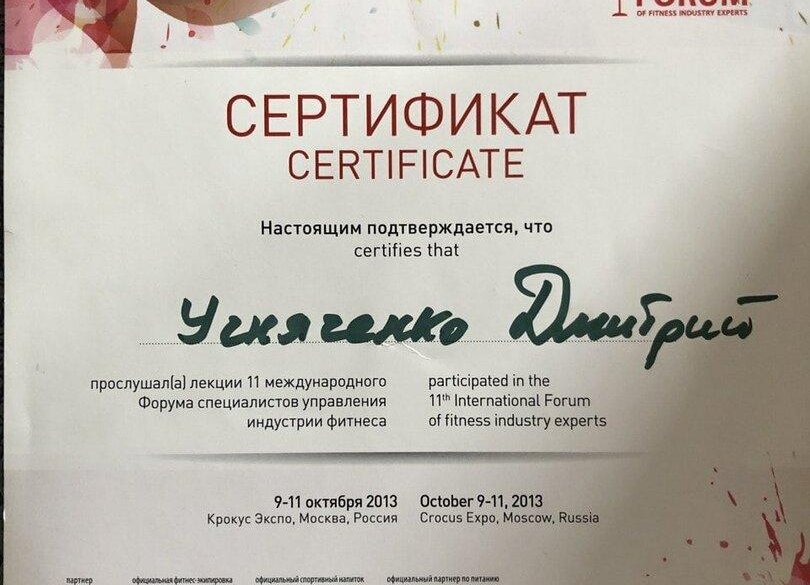 FORUM
OF FITNESS INDUSTRY EXPERTS
СЕРТИФИКАТ
CERTIFICATE
Настоящим подтверждается, что
certifies that
Дмитрий
прослушал(а) лекции 11 международного
Форума специалистов управления
индустрии фитнеса
participated in the
11th International Forum
of fitness industry experts
9-11 октября 2013
Крокус Экспо, Москва, Россия
October 9-11, 2013
Crocus Expo, Moscow, Russia
партнер официальная фитнес-экипировка официальный спортивный напиток официальный партнер по питанию